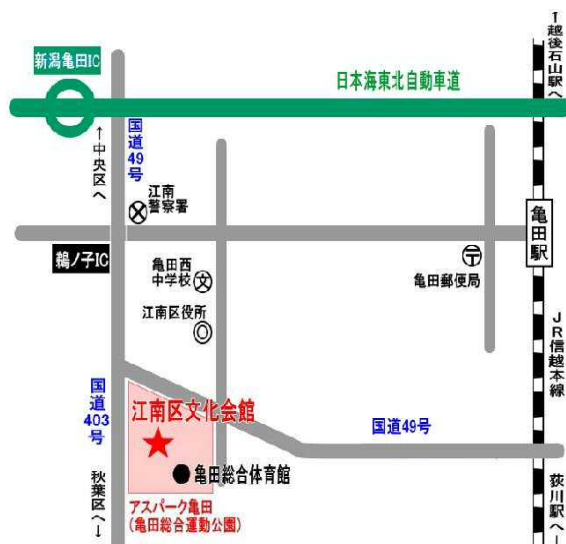 ↑越後石山駅へ
新潟亀田IC
日本海東北自動車道
↑中央区へ
国道49号
江南
警察署
亀田駅
鵜ノ子IC
亀田西
中学校
文
〒
亀田郵便局
江南区役所
JR信越本線
国道403号
江南区文化会館
国道49号
亀田総合体育館
秋葉区へ↓
アスパーク亀田
(亀田総合運動公園)
荻川駅へ↓